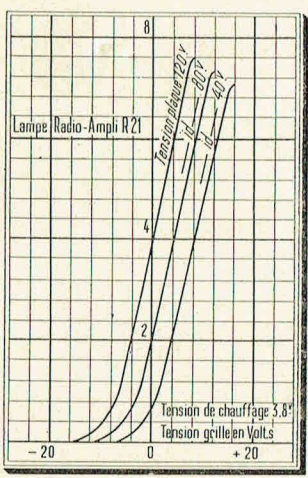 8
Tension plaque 120 V
id 80 V
id 40 V
Lampe Radio-Ampli R 21
4
2
Tension de chauffage 3.8 v
Tension grille en Volts
- 20
0
+ 20